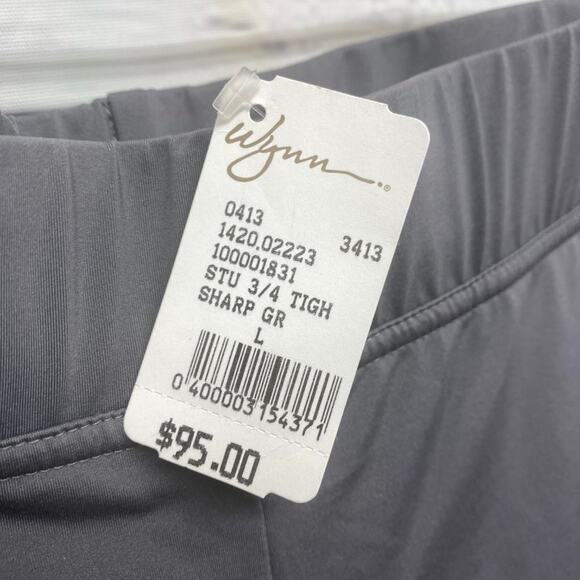 Wynn®
0413 3413
1420.02223
100001831
STU 3/4 TIGH
SHARP GR
L
0 400003 154371
$95.00